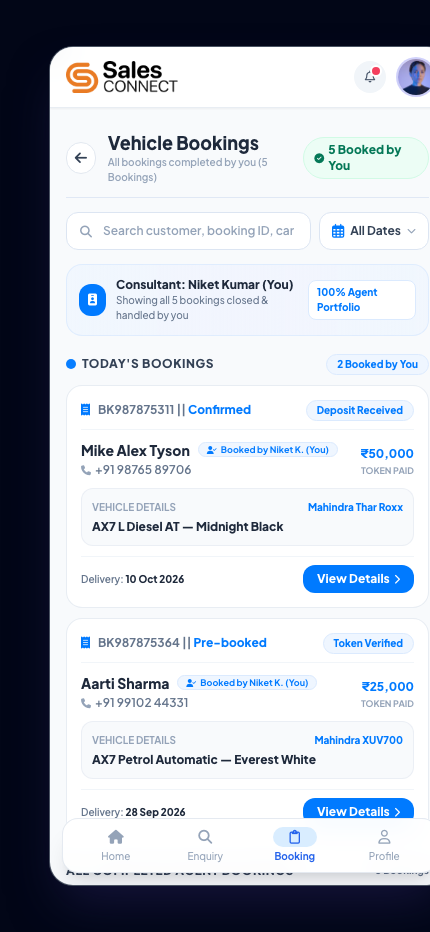 Sales
CONNECT
Vehicle Bookings
All bookings completed by you (5
Bookings)
5 Booked by
You
Search customer, booking ID, car
All Dates
Consultant: Niket Kumar (You)
Showing all 5 bookings closed &
handled by you
100% Agent
Portfolio
TODAY'S BOOKINGS
2 Booked by You
BK987875311 || Confirmed
Deposit Received
Mike Alex Tyson
Booked by Niket K. (You)
₹50,000
+91 98765 89706
TOKEN PAID
VEHICLE DETAILS
Mahindra Thar Roxx
AX7 L Diesel AT — Midnight Black
Delivery: 10 Oct 2026
View Details
BK987875364 || Pre-booked
Token Verified
Aarti Sharma
Booked by Niket K. (You)
₹25,000
+91 99102 44331
TOKEN PAID
VEHICLE DETAILS
Mahindra XUV700
AX7 Petrol Automatic — Everest White
Delivery: 28 Sep 2026
View Details
Home
Enquiry
Booking
Profile
ALL COMPLETED AGENT BOOKINGS